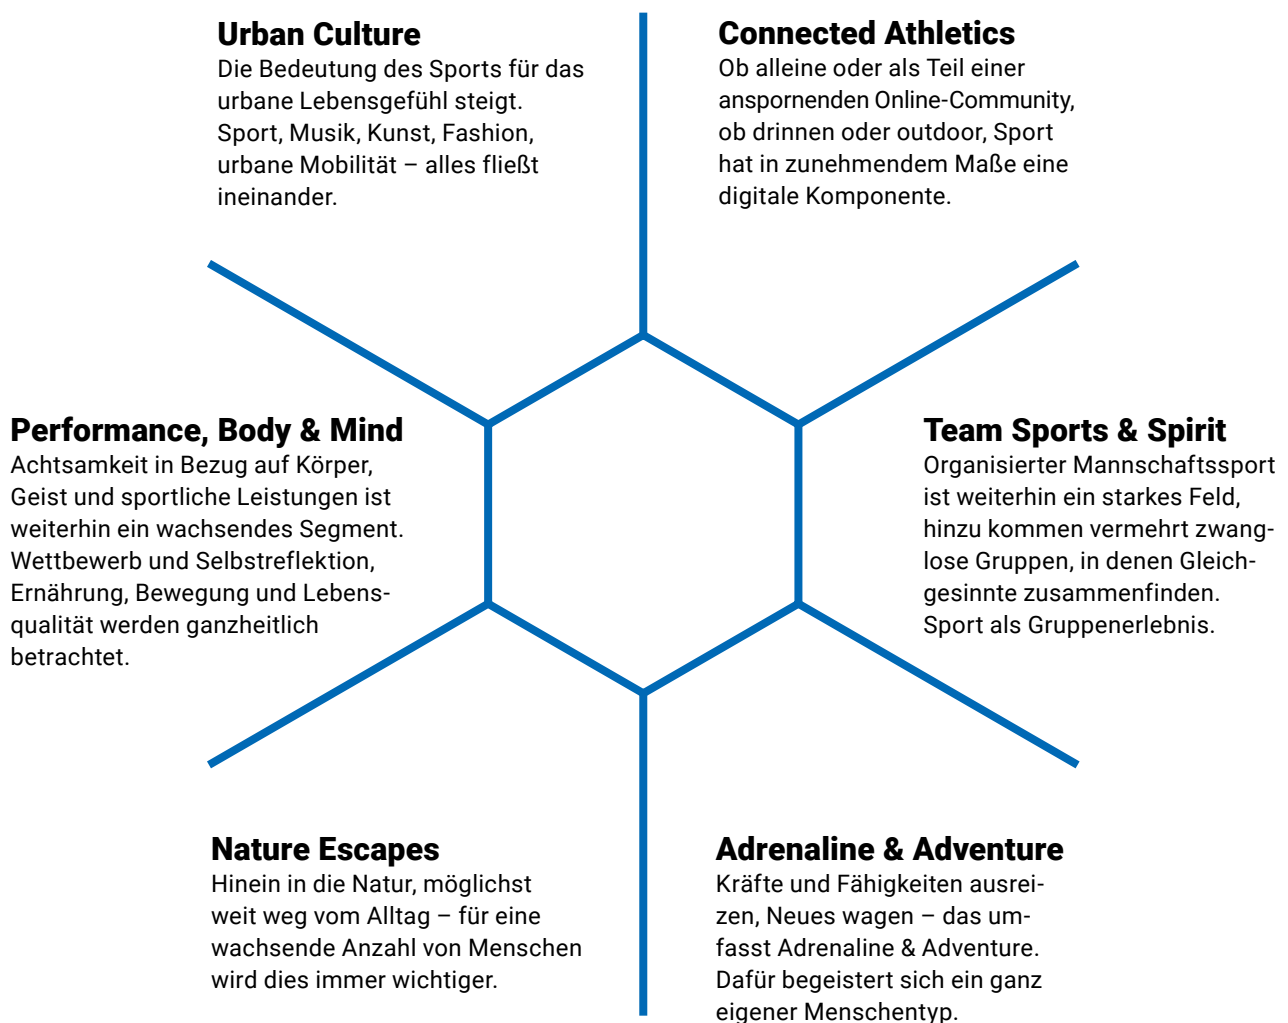 Urban Culture
Die Bedeutung des Sports für das
urbane Lebensgefühl steigt.
Sport, Musik, Kunst, Fashion,
urbane Mobilität – alles fließt
ineinander.
Connected Athletics
Ob alleine oder als Teil einer
anspornenden Online-Community,
ob drinnen oder outdoor, Sport
hat in zunehmendem Maße eine
digitale Komponente.
Performance, Body & Mind
Achtsamkeit in Bezug auf Körper,
Geist und sportliche Leistungen ist
weiterhin ein wachsendes Segment.
Wettbewerb und Selbstreflektion,
Ernährung, Bewegung und Lebens-
qualität werden ganzheitlich
betrachtet.
Team Sports & Spirit
Organisierter Mannschaftssport
ist weiterhin ein starkes Feld,
hinzu kommen vermehrt zwang-
lose Gruppen, in denen Gleich-
gesinnte zusammenfinden.
Sport als Gruppenerlebnis.
Nature Escapes
Hinein in die Natur, möglichst
weit weg vom Alltag – für eine
wachsende Anzahl von Menschen
wird dies immer wichtiger.
Adrenaline & Adventure
Kräfte und Fähigkeiten ausrei-
zen, Neues wagen – das um-
fasst Adrenaline & Adventure.
Dafür begeistert sich ein ganz
eigener Menschentyp.